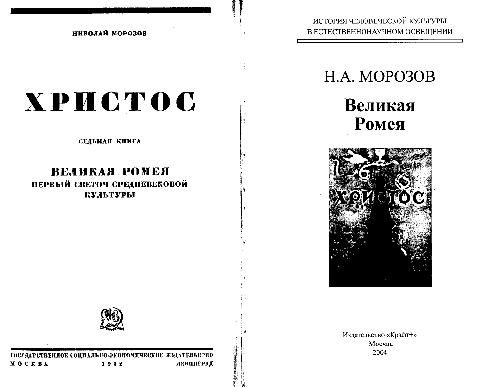 НИКОЛАЙ МОРОЗОВ
ХРИСТОС
СЕДЬМАЯ КНИГА
ВЕЛИКАЯ РОМЕЯ
ПЕРВЫЙ СВЕТОЧ СРЕДНЕВЕКОВОЙ
КУЛЬТУРЫ
ГОСУДАРСТВЕННОЕ СОЦИАЛЬНО-ЭКОНОМИЧЕСКОЕ ИЗДАТЕЛЬСТВО
МОСКВА 1932 ЛЕНИНГРАД
ИСТОРИЯ ЧЕЛОВЕЧЕСКОЙ КУЛЬТУРЫ
В ЕСТЕСТВЕННОНАУЧНОМ ОСВЕЩЕНИИ
Н.А. МОРОЗОВ
Великая
Ромея
ХРИСТОС
Издательство «Крафт+»
Москва
2004